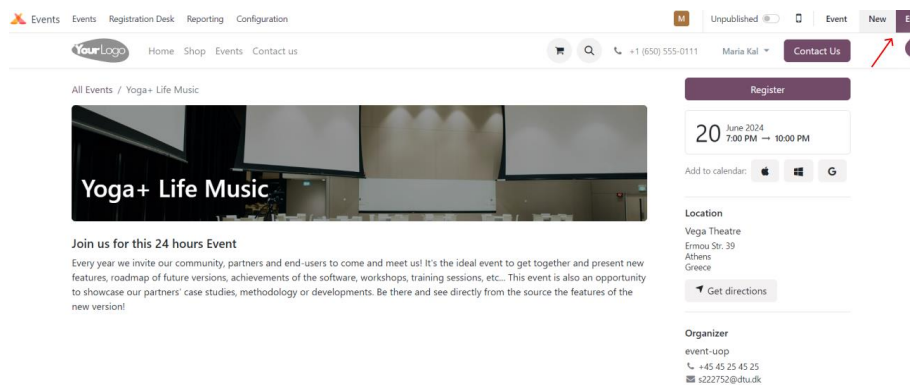 Events Events Registration Desk Reporting Configuration M Unpublished Event New
YourLogo Home Shop Events Contact us +1 (650) 555-0111 Maria Kal Contact Us
All Events / Yoga+ Life Music
Register
20 June 2024
7:00 PM → 10:00 PM
Yoga+ Life Music
Add to calendar: G
Join us for this 24 hours Event
Every year we invite our community, partners and end-users to come and meet us! It's the ideal event to get together and present new
features, roadmap of future versions, achievements of the software, workshops, training sessions, etc... This event is also an opportunity
to showcase our partners' case studies, methodology or developments. Be there and see directly from the source the features of the
new version!
Location
Vega Theatre
Ermou Str. 39
Athens
Greece
Get directions
Organizer
event-uop
+45 45 25 45 25
s222752@dtu.dk